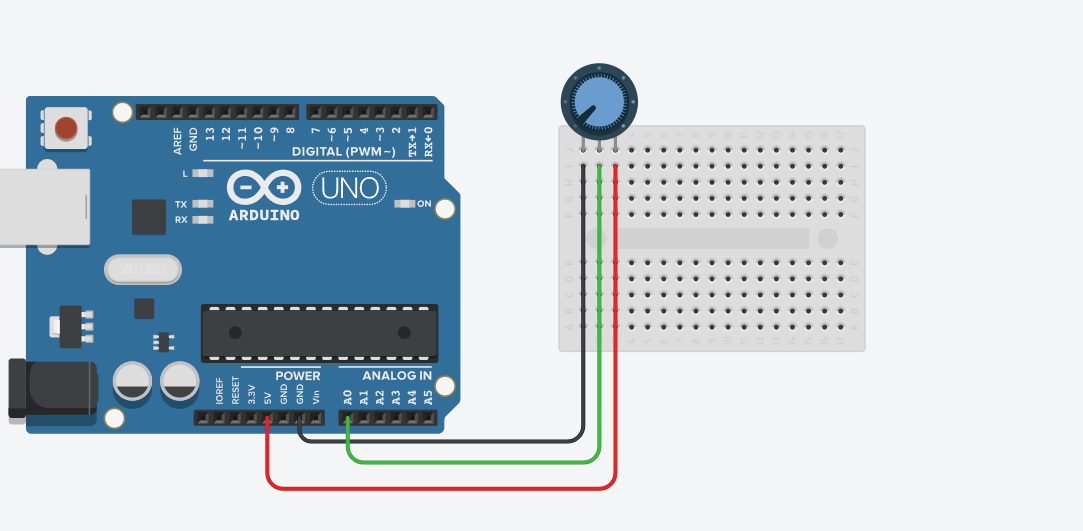 AREF
GND
13
12
~11
~10
~9
8
7
~6
~5
4
~3
2
TX→1
RX←0
DIGITAL (PWM~)
L
TX
RX
ARDUINO
UNO
ON
POWER
ANALOG IN
IOREF
RESET
3.3V
5V
GND
GND
Vin
A0
A1
A2
A3
A4
A5
J
I
H
G
F
E
D
C
B
A